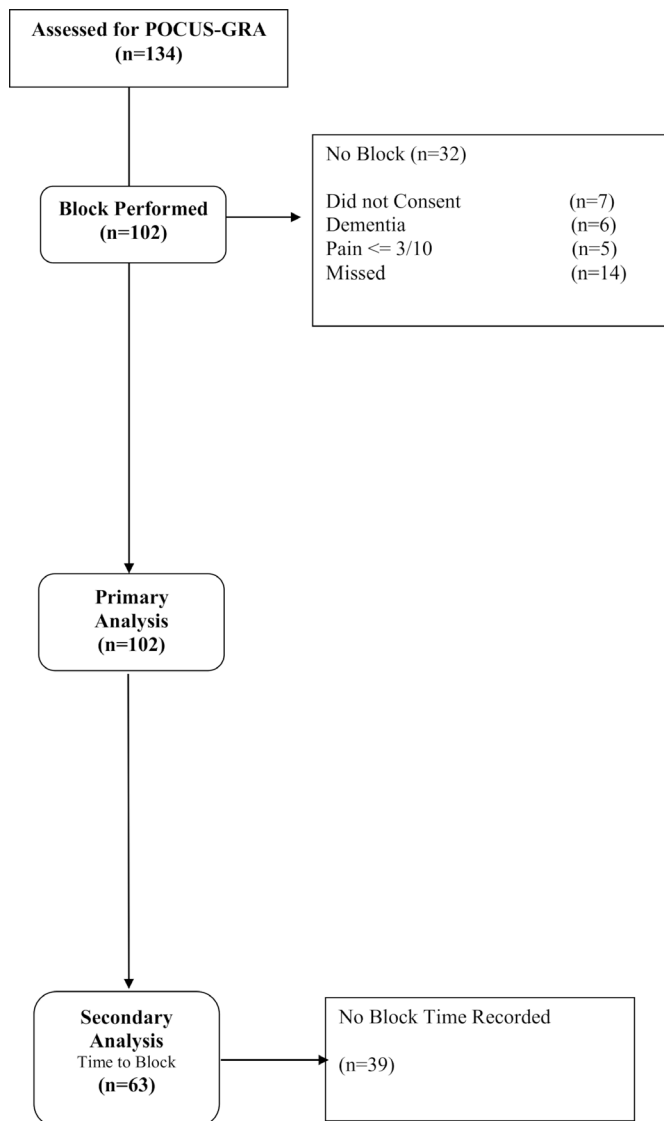 Assessed for POCUS-GRA
(n=134)
No Block (n=32)
Did not Consent (n=7)
Dementia (n=6)
Pain <= 3/10 (n=5)
Missed (n=14)
Block Performed
(n=102)
Primary
Analysis
(n=102)
Secondary
Analysis
Time to Block
(n=63)
No Block Time Recorded
(n=39)